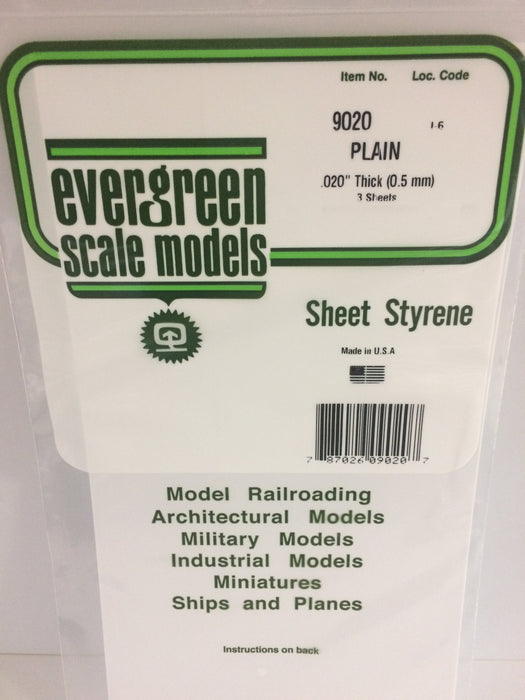 Item No. Loc. Code
9020 I-6
PLAIN
.020" Thick (0.5 mm)
3 Sheets
evergreen
scale models
Sheet Styrene
Made in U.S.A
7 87026 09020 7
Model Railroading
Architectural Models
Military Models
Industrial Models
Miniatures
Ships and Planes
Instructions on back